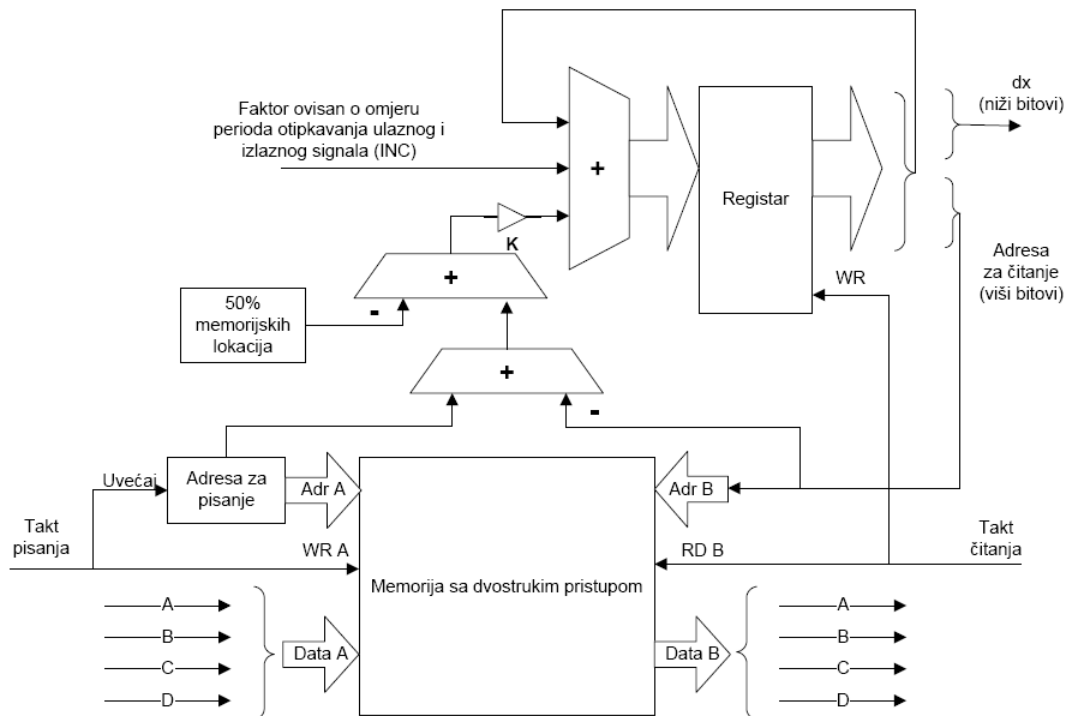 dx
(niži bitovi)
Faktor ovisan o omjeru
perioda otipkavanja ulaznog i
izlaznog signala (INC)
+
Registar
K
Adresa
za čitanje
(viši bitovi)
WR
+
50%
memorijskih
lokacija
-
+
-
Uvećaj
Adresa za
pisanje
Adr A
Adr B
Takt
pisanja
WR A
RD B
Takt
čitanja
Memorija sa dvostrukim pristupom
A
B
C
D
Data A
Data B
A
B
C
D